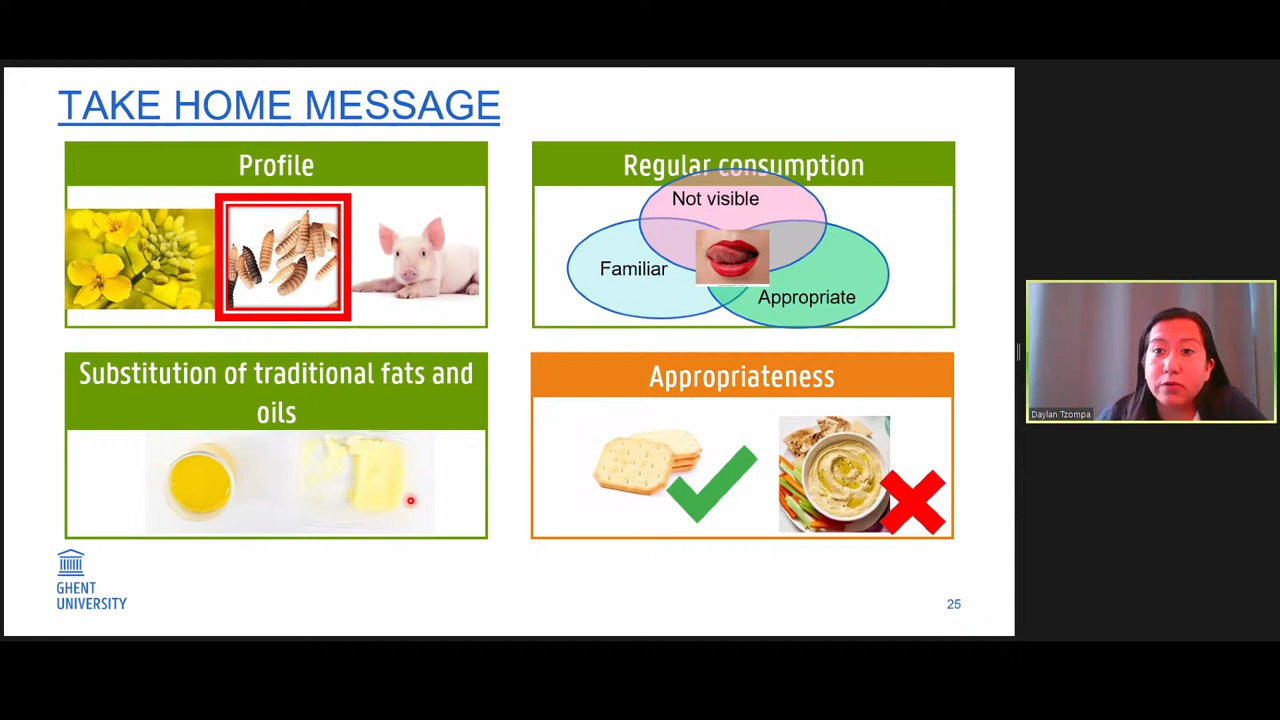 TAKE HOME MESSAGE
Profile
Regular consumption
Not visible
Familiar
Appropriate
Substitution of traditional fats and
oils
Appropriateness
GHENT
UNIVERSITY
25
Daylan Tzompa